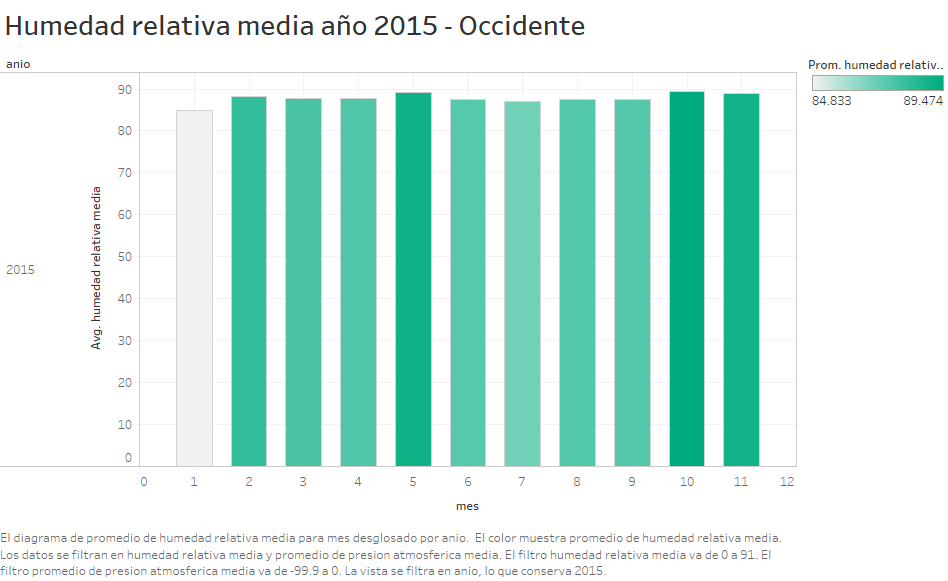 Humedad relativa media año 2015 - Occidente
anio
Prom. humedad relativ..
84.833 89.474
90
80
70
60
50
40
30
20
10
0
Avg. humedad relativa media
2015
0 1 2 3 4 5 6 7 8 9 10 11 12
mes
El diagrama de promedio de humedad relativa media para mes desglosado por anio.  El color muestra promedio de humedad relativa media.
Los datos se filtran en humedad relativa media y promedio de presion atmosferica media. El filtro humedad relativa media va de 0 a 91. El
filtro promedio de presion atmosferica media va de -99.9 a 0. La vista se filtra en anio, lo que conserva 2015.